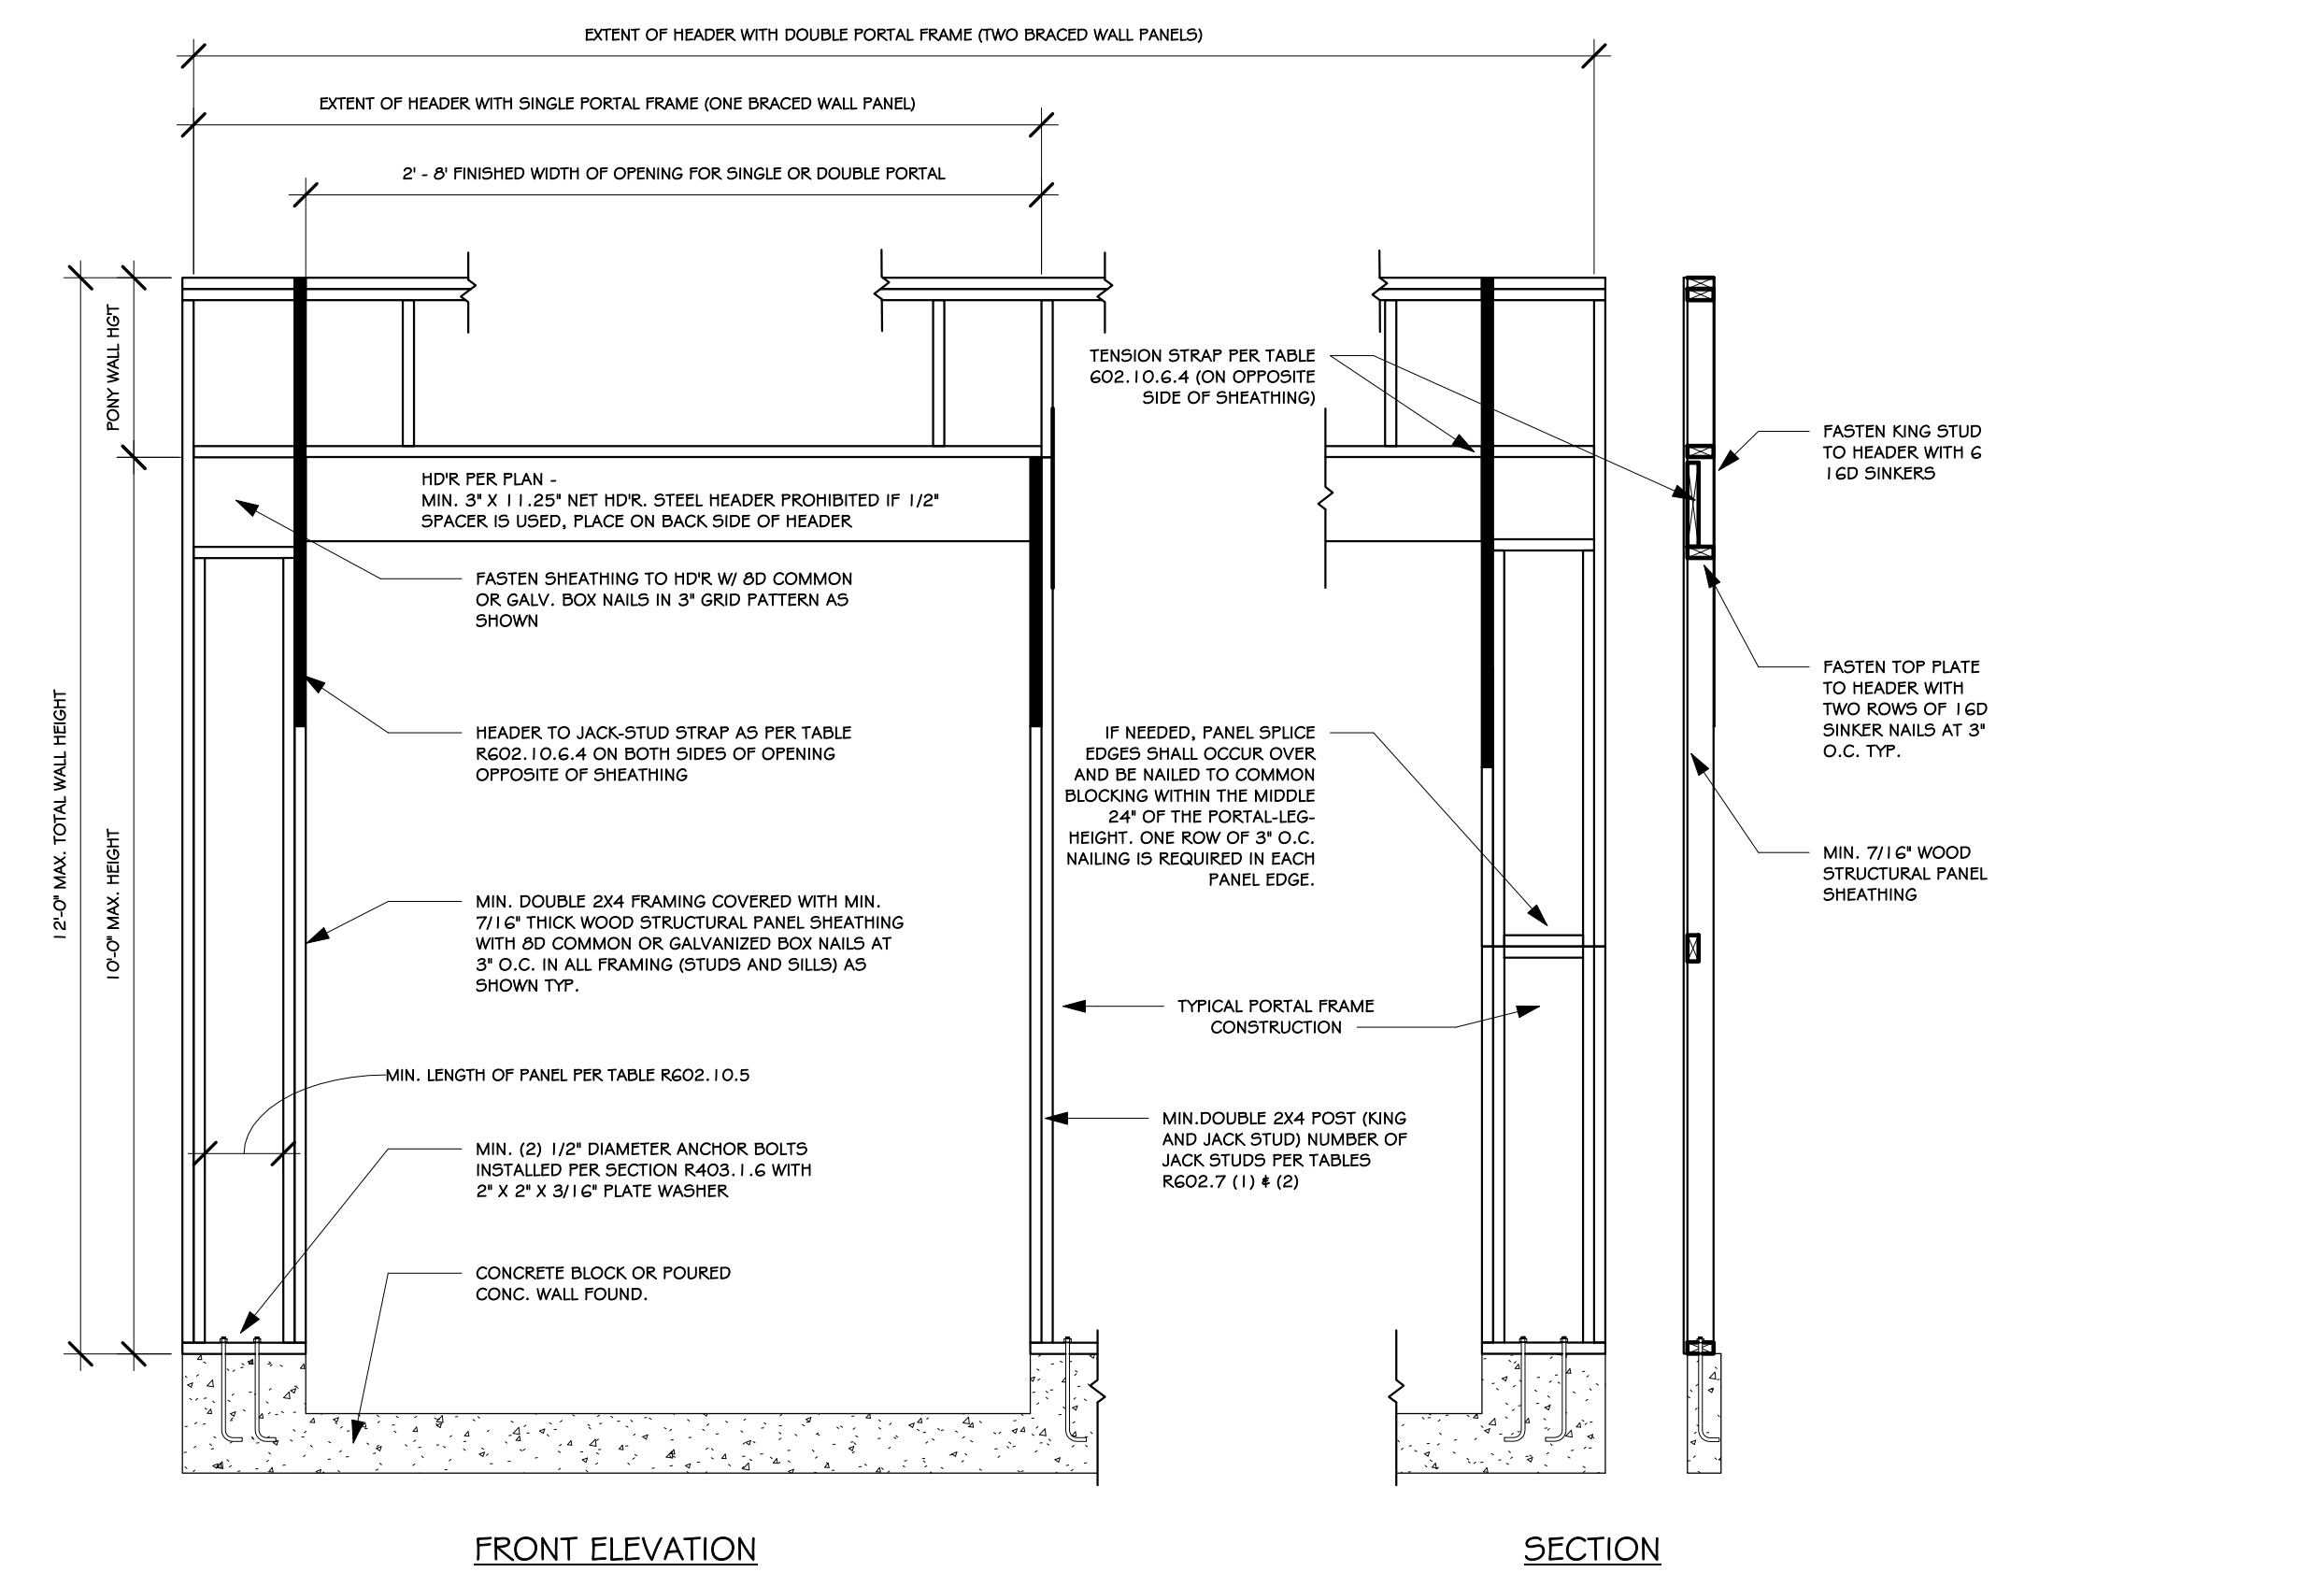 EXTENT OF HEADER WITH DOUBLE PORTAL FRAME (TWO BRACED WALL PANELS)
EXTENT OF HEADER WITH SINGLE PORTAL FRAME (ONE BRACED WALL PANEL)
2' - 8' FINISHED WIDTH OF OPENING FOR SINGLE OR DOUBLE PORTAL
PONY WALL HG'T
12'-0" MAX. TOTAL WALL HEIGHT
10'-0" MAX. HEIGHT
HD'R PER PLAN -
MIN. 3" X 11.25" NET HD'R. STEEL HEADER PROHIBITED IF 1/2"
SPACER IS USED, PLACE ON BACK SIDE OF HEADER
FASTEN SHEATHING TO HD'R W/ 8D COMMON
OR GALV. BOX NAILS IN 3" GRID PATTERN AS
SHOWN
HEADER TO JACK-STUD STRAP AS PER TABLE
R602.10.6.4 ON BOTH SIDES OF OPENING
OPPOSITE OF SHEATHING
MIN. DOUBLE 2X4 FRAMING COVERED WITH MIN.
7/16" THICK WOOD STRUCTURAL PANEL SHEATHING
WITH 8D COMMON OR GALVANIZED BOX NAILS AT
3" O.C. IN ALL FRAMING (STUDS AND SILLS) AS
SHOWN TYP.
MIN. LENGTH OF PANEL PER TABLE R602.10.5
MIN. (2) 1/2" DIAMETER ANCHOR BOLTS
INSTALLED PER SECTION R403.1.6 WITH
2" X 2" X 3/16" PLATE WASHER
CONCRETE BLOCK OR POURED
CONC. WALL FOUND.
TENSION STRAP PER TABLE
602.10.6.4 (ON OPPOSITE
SIDE OF SHEATHING)
IF NEEDED, PANEL SPLICE
EDGES SHALL OCCUR OVER
AND BE NAILED TO COMMON
BLOCKING WITHIN THE MIDDLE
24" OF THE PORTAL-LEG-
HEIGHT. ONE ROW OF 3" O.C.
NAILING IS REQUIRED IN EACH
PANEL EDGE.
TYPICAL PORTAL FRAME
CONSTRUCTION
MIN.DOUBLE 2X4 POST (KING
AND JACK STUD) NUMBER OF
JACK STUDS PER TABLES
R602.7 (1) & (2)
FASTEN KING STUD
TO HEADER WITH 6
16D SINKERS
FASTEN TOP PLATE
TO HEADER WITH
TWO ROWS OF 16D
SINKER NAILS AT 3"
O.C. TYP.
MIN. 7/16" WOOD
STRUCTURAL PANEL
SHEATHING
FRONT ELEVATION
SECTION